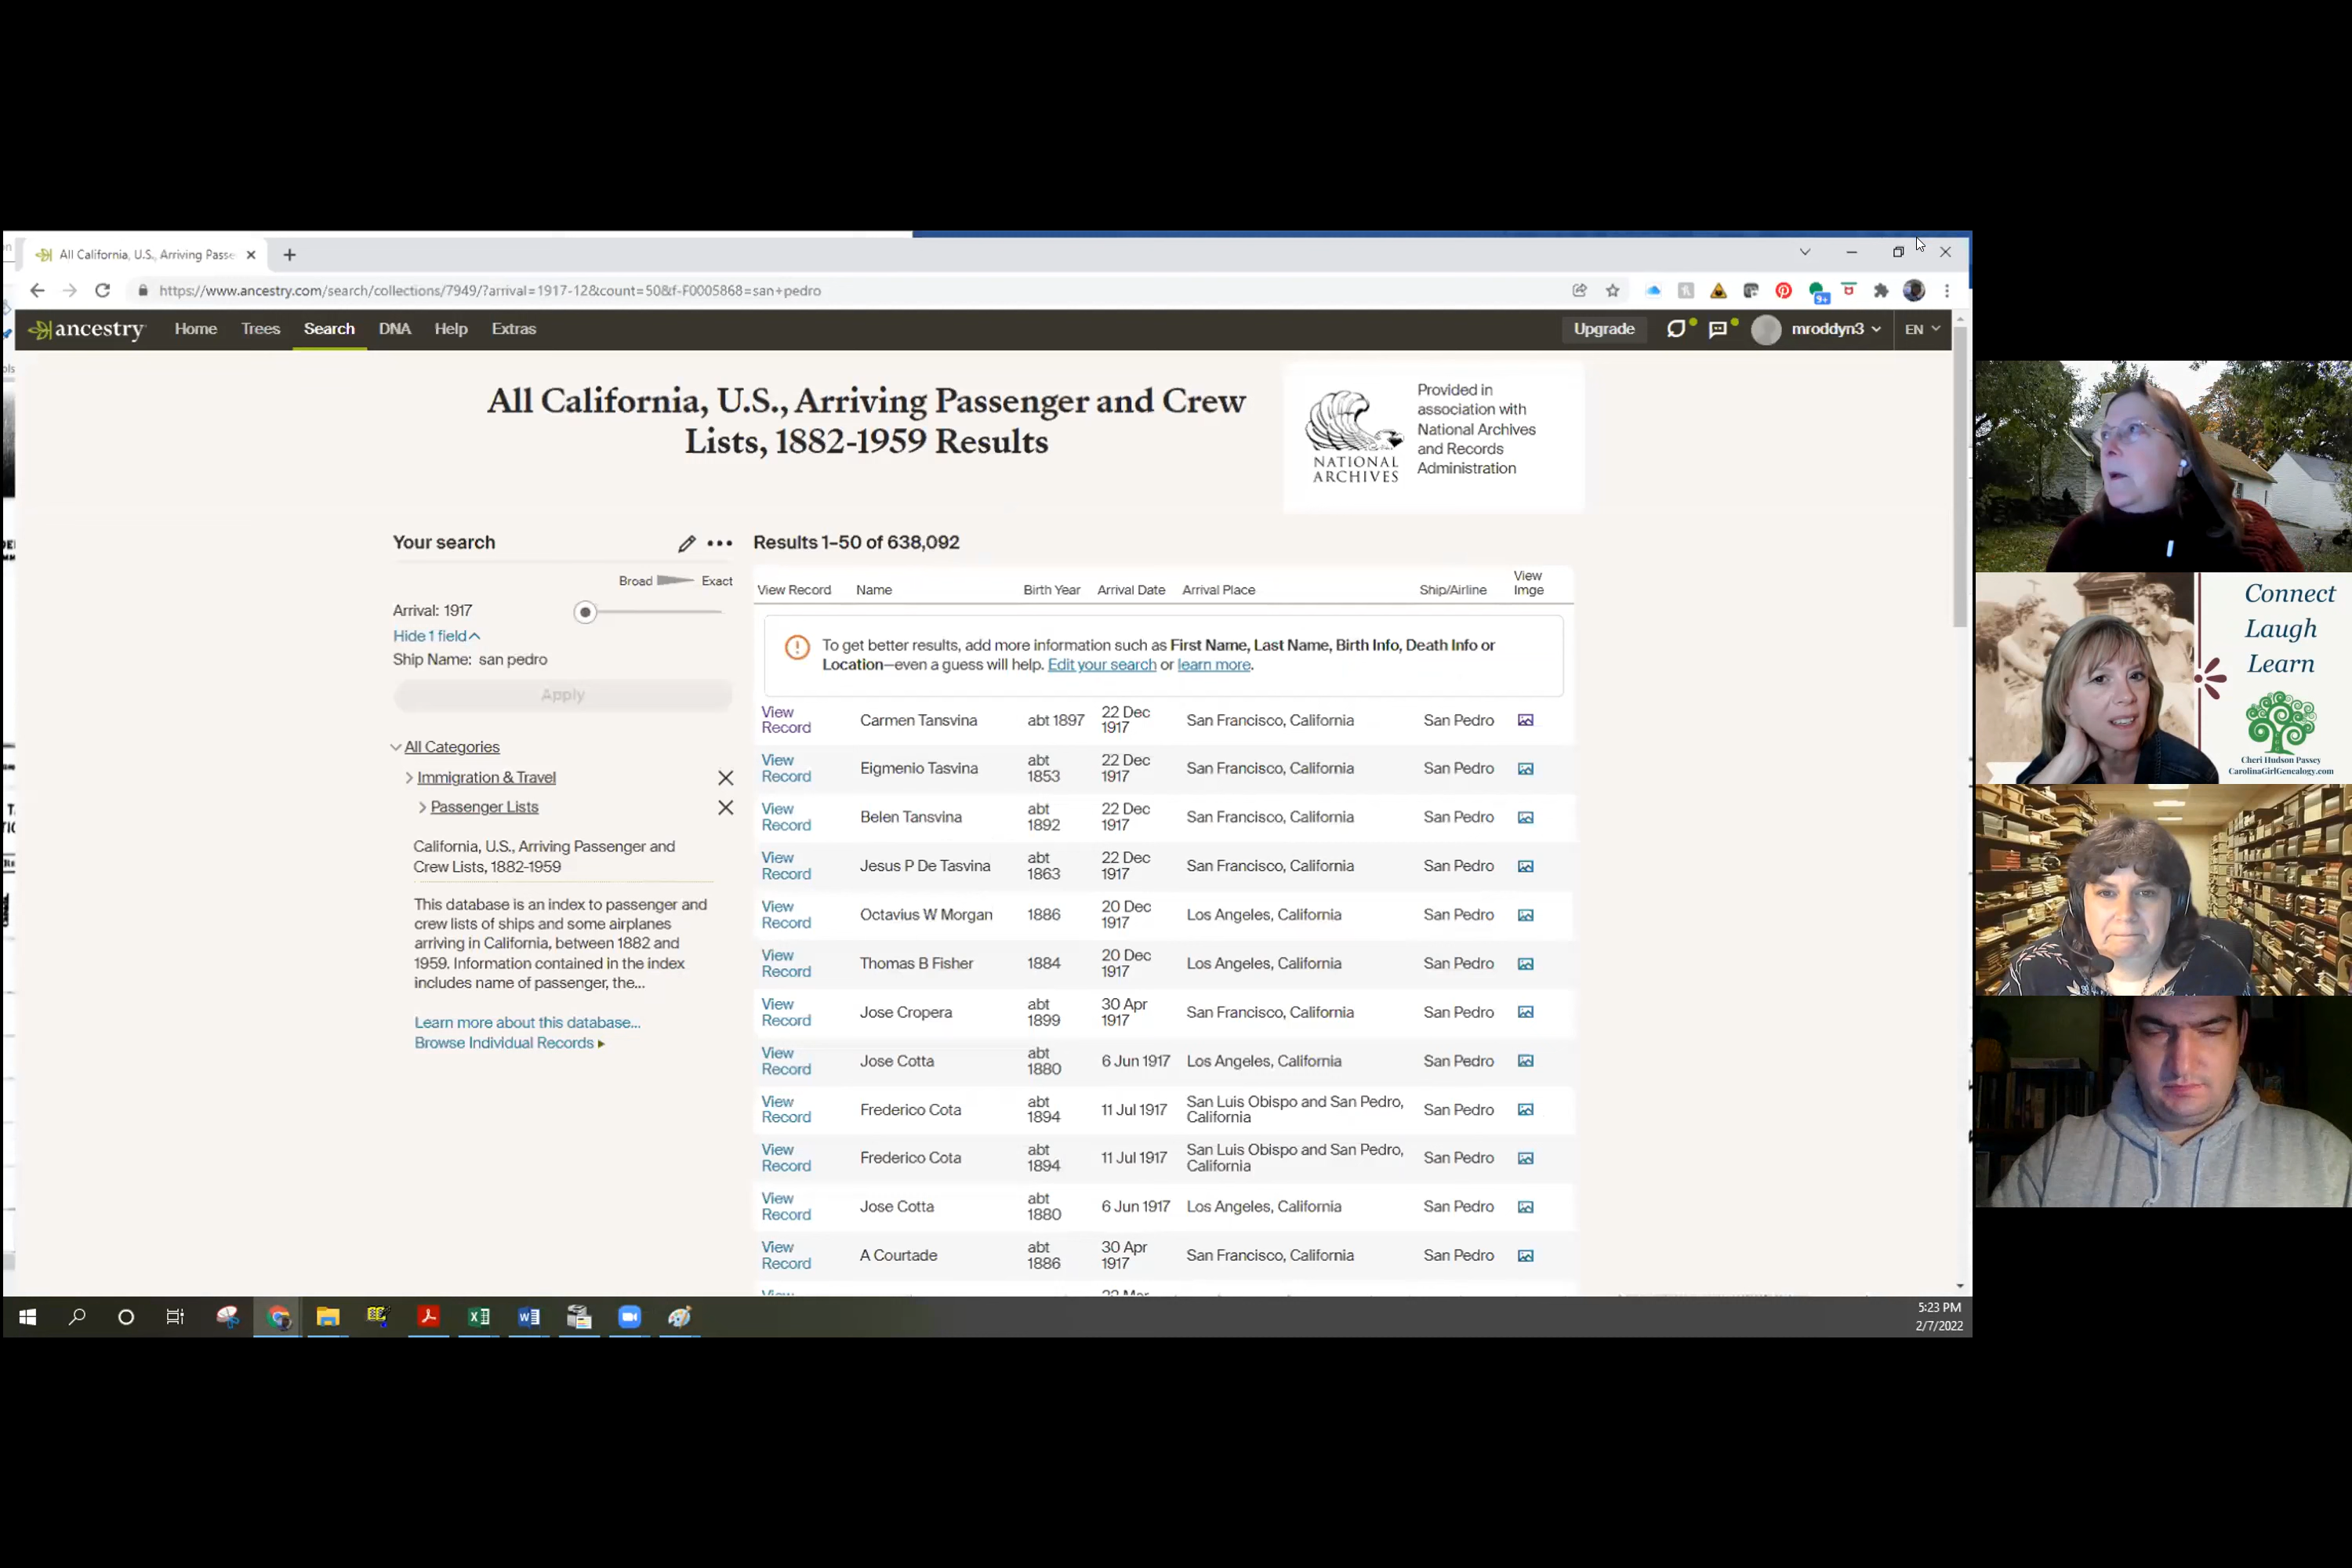 All California, U.S., Arriving Passe
https://www.ancestry.com/search/collections/7949/?arrival=1917-12&count=50&f-F0005868=san+pedro
ancestry
Home Trees Search DNA Help Extras
Upgrade mroddyn3 EN
All California, U.S., Arriving Passenger and Crew
Lists, 1882-1959 Results
NATIONAL
ARCHIVES
Provided in
association with
National Archives
and Records
Administration
Your search
Broad Exact
Arrival: 1917
Hide 1 field
Ship Name: san pedro
Apply
All Categories
Immigration & Travel
Passenger Lists
California, U.S., Arriving Passenger and
Crew Lists, 1882-1959
This database is an index to passenger and
crew lists of ships and some airplanes
arriving in California, between 1882 and
1959. Information contained in the index
includes name of passenger, the...
Learn more about this database...
Browse Individual Records
Results 1-50 of 638,092
View Record Name Birth Year Arrival Date Arrival Place Ship/Airline View Imge
To get better results, add more information such as First Name, Last Name, Birth Info, Death Info or
Location—even a guess will help. Edit your search or learn more.
View Record Carmen Tansvina abt 1897 22 Dec 1917 San Francisco, California San Pedro
View Record Eigmenio Tasvina abt 1853 22 Dec 1917 San Francisco, California San Pedro
View Record Belen Tansvina abt 1892 22 Dec 1917 San Francisco, California San Pedro
View Record Jesus P De Tasvina abt 1863 22 Dec 1917 San Francisco, California San Pedro
View Record Octavius W Morgan 1886 20 Dec 1917 Los Angeles, California San Pedro
View Record Thomas B Fisher 1884 20 Dec 1917 Los Angeles, California San Pedro
View Record Jose Cropera abt 1899 30 Apr 1917 San Francisco, California San Pedro
View Record Jose Cotta abt 1880 6 Jun 1917 Los Angeles, California San Pedro
View Record Frederico Cota abt 1894 11 Jul 1917 San Luis Obispo and San Pedro, California San Pedro
View Record Frederico Cota abt 1894 11 Jul 1917 San Luis Obispo and San Pedro, California San Pedro
View Record Jose Cotta abt 1880 6 Jun 1917 Los Angeles, California San Pedro
View Record A Courtade abt 1886 30 Apr 1917 San Francisco, California San Pedro
Connect
Laugh
Learn
Cheri Hudson Passey
CarolinaGirlGenealogy.com
5:23 PM
2/7/2022